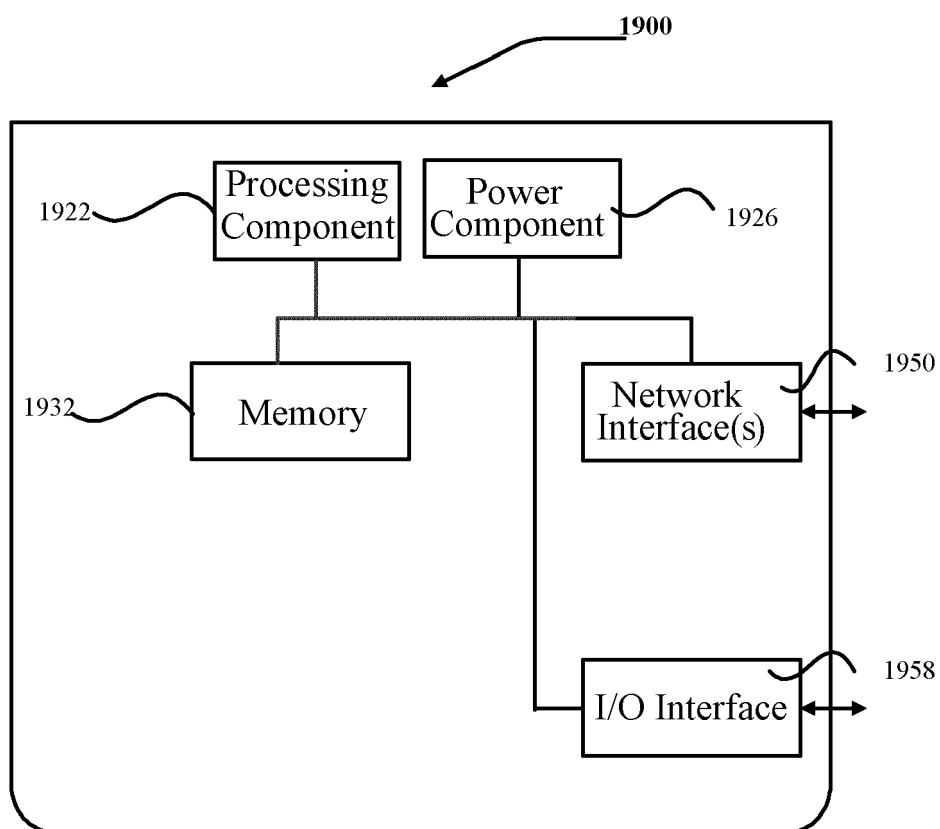 1900
Processing
Component
Power
Component
1922
1926
1932
Memory
Network
Interface(s)
1950
I/O Interface
1958